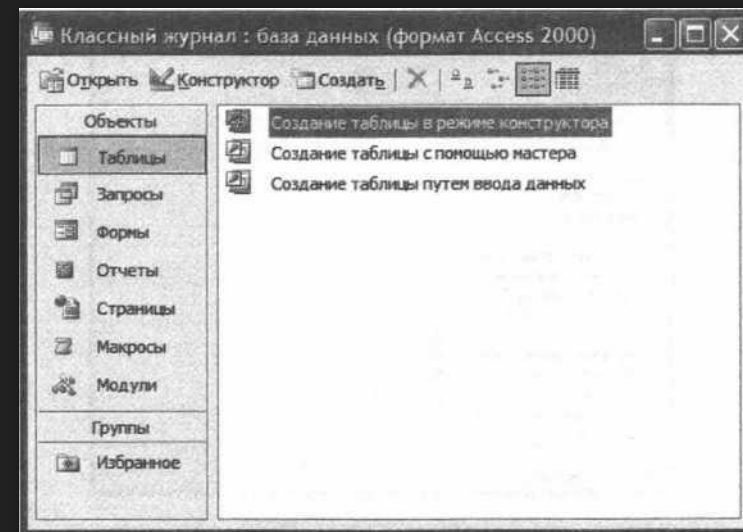 Классный журнал : база данных (формат Access 2000)
Открыть Конструктор Создать
Объекты
Таблицы
Запросы
Формы
Отчеты
Страницы
Макросы
Модули
Группы
Избранное
Создание таблицы в режиме конструктора
Создание таблицы с помощью мастера
Создание таблицы путем ввода данных